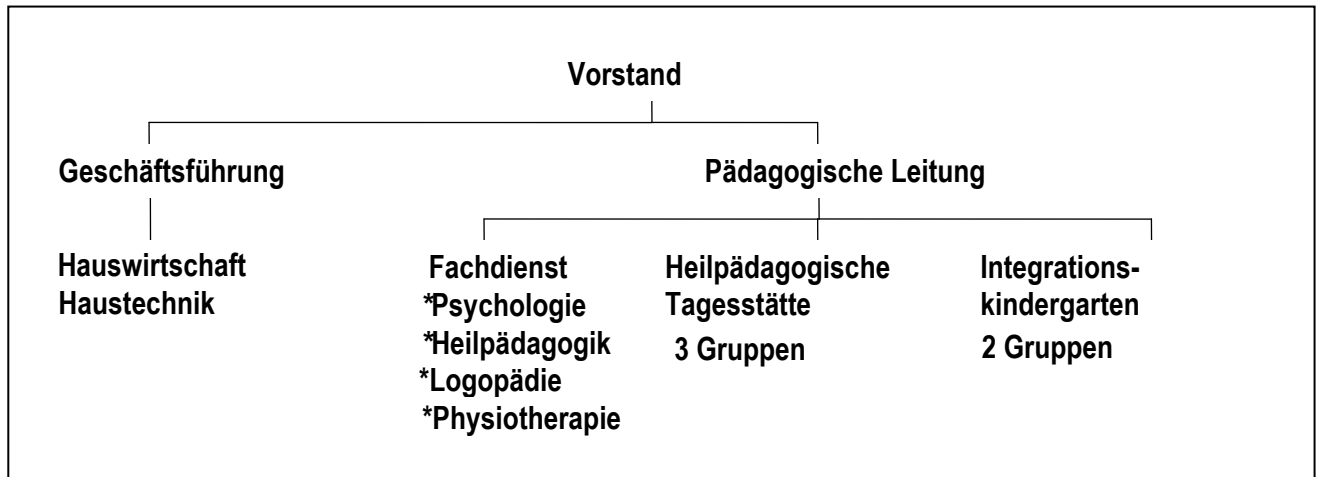 Vorstand
Geschäftsführung
Pädagogische Leitung
Hauswirtschaft
Haustechnik
Fachdienst
*Psychologie
*Heilpädagogik
*Logopädie
*Physiotherapie
Heilpädagogische
Tagesstätte
3 Gruppen
Integrations-
kindergarten
2 Gruppen